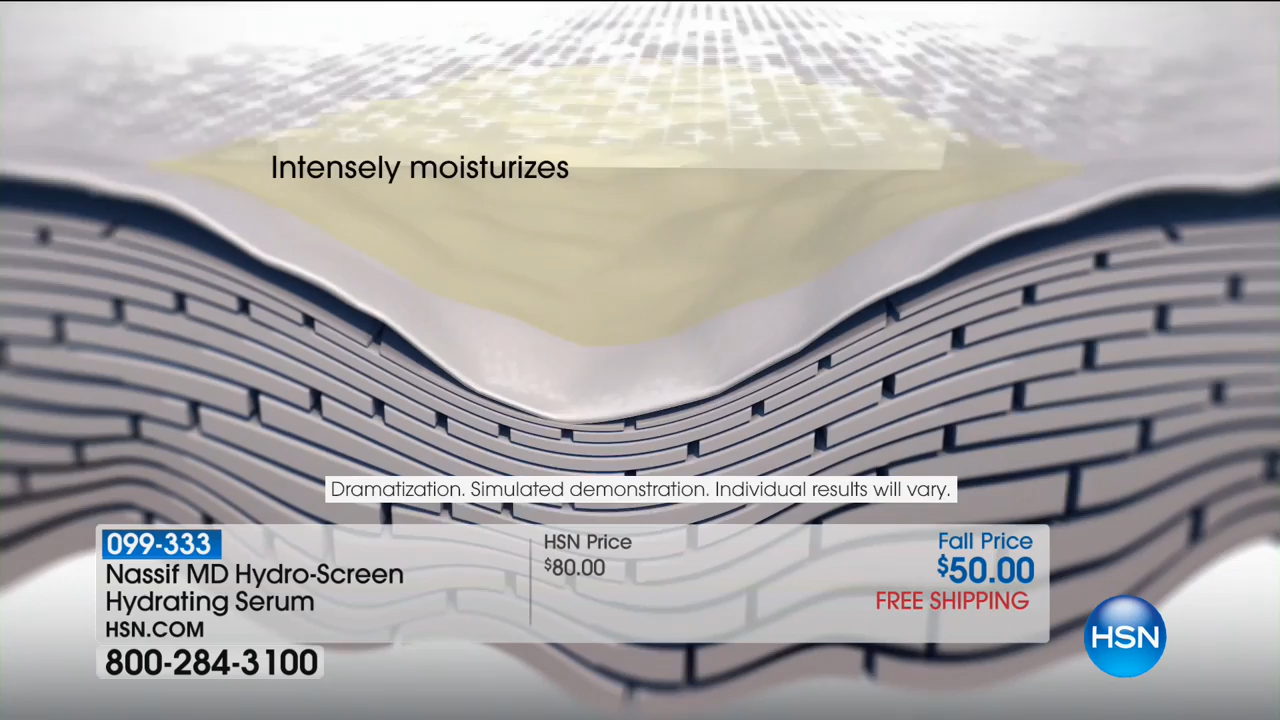 Intensely moisturizes
Dramatization. Simulated demonstration. Individual results will vary.
099-333
Nassif MD Hydro-Screen
Hydrating Serum
HSN.COM
800-284-3100
HSN Price
$80.00
Fall Price
$50.00
FREE SHIPPING
HSN